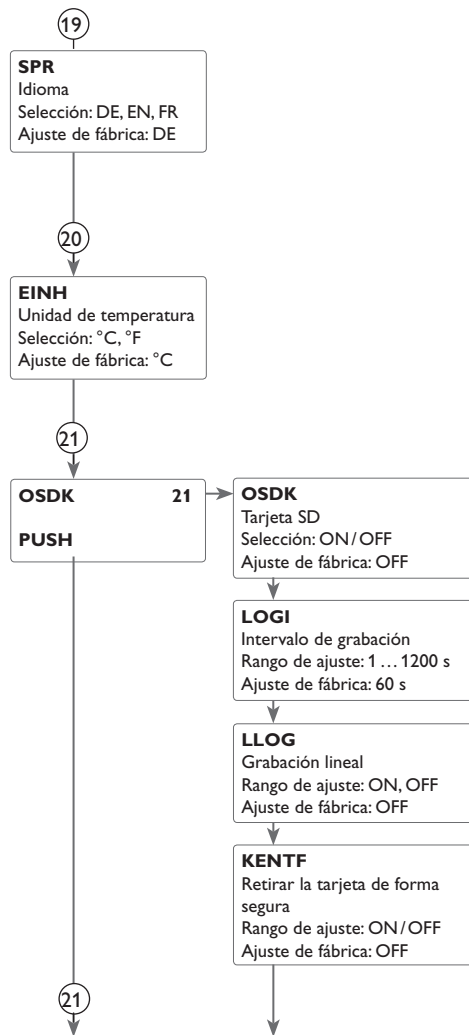 19
SPR
Idioma
Selección: DE, EN, FR
Ajuste de fábrica: DE
20
EINH
Unidad de temperatura
Selección: °C, °F
Ajuste de fábrica: °C
21
OSDK 21
PUSH
OSDK
Tarjeta SD
Selección: ON/OFF
Ajuste de fábrica: OFF
LOGI
Intervalo de grabación
Rango de ajuste: 1 … 1200 s
Ajuste de fábrica: 60 s
LLOG
Grabación lineal
Rango de ajuste: ON, OFF
Ajuste de fábrica: OFF
KENTF
Retirar la tarjeta de forma
segura
Rango de ajuste: ON/OFF
Ajuste de fábrica: OFF
21